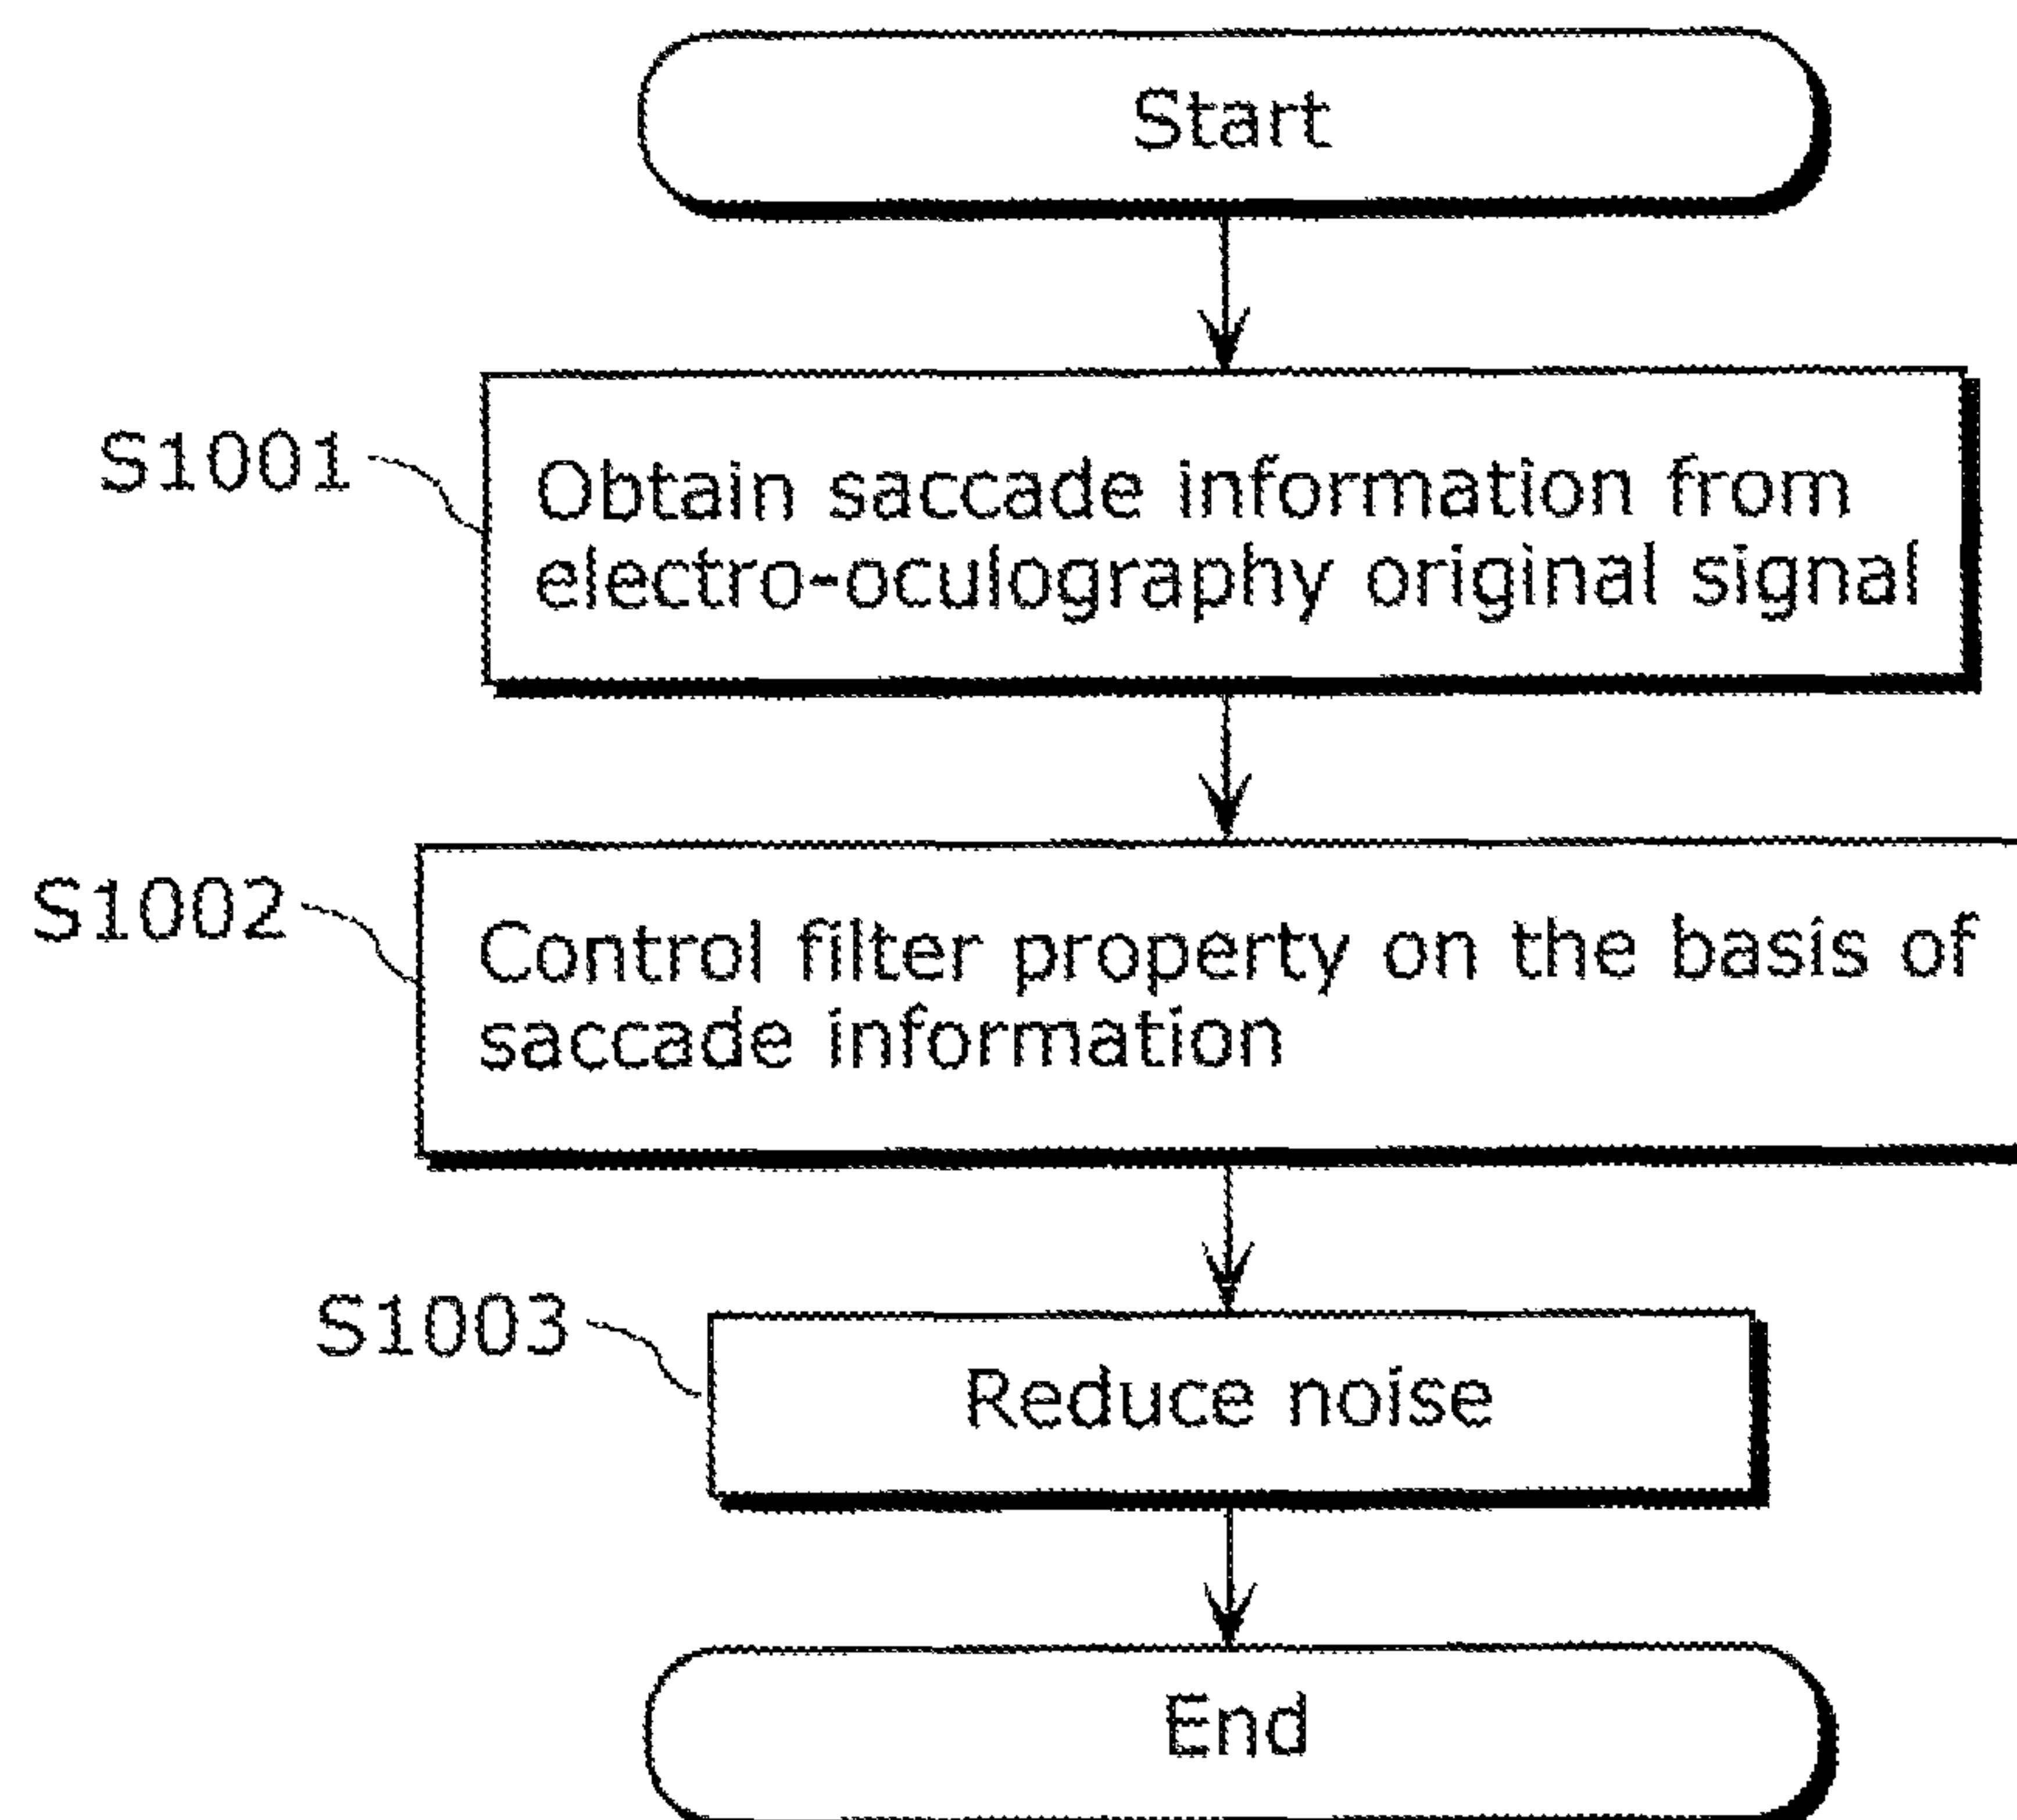 Start
S1001
Obtain saccade information from
electro-oculography original signal
S1002
Control filter property on the basis of
saccade information
S1003
Reduce noise
End